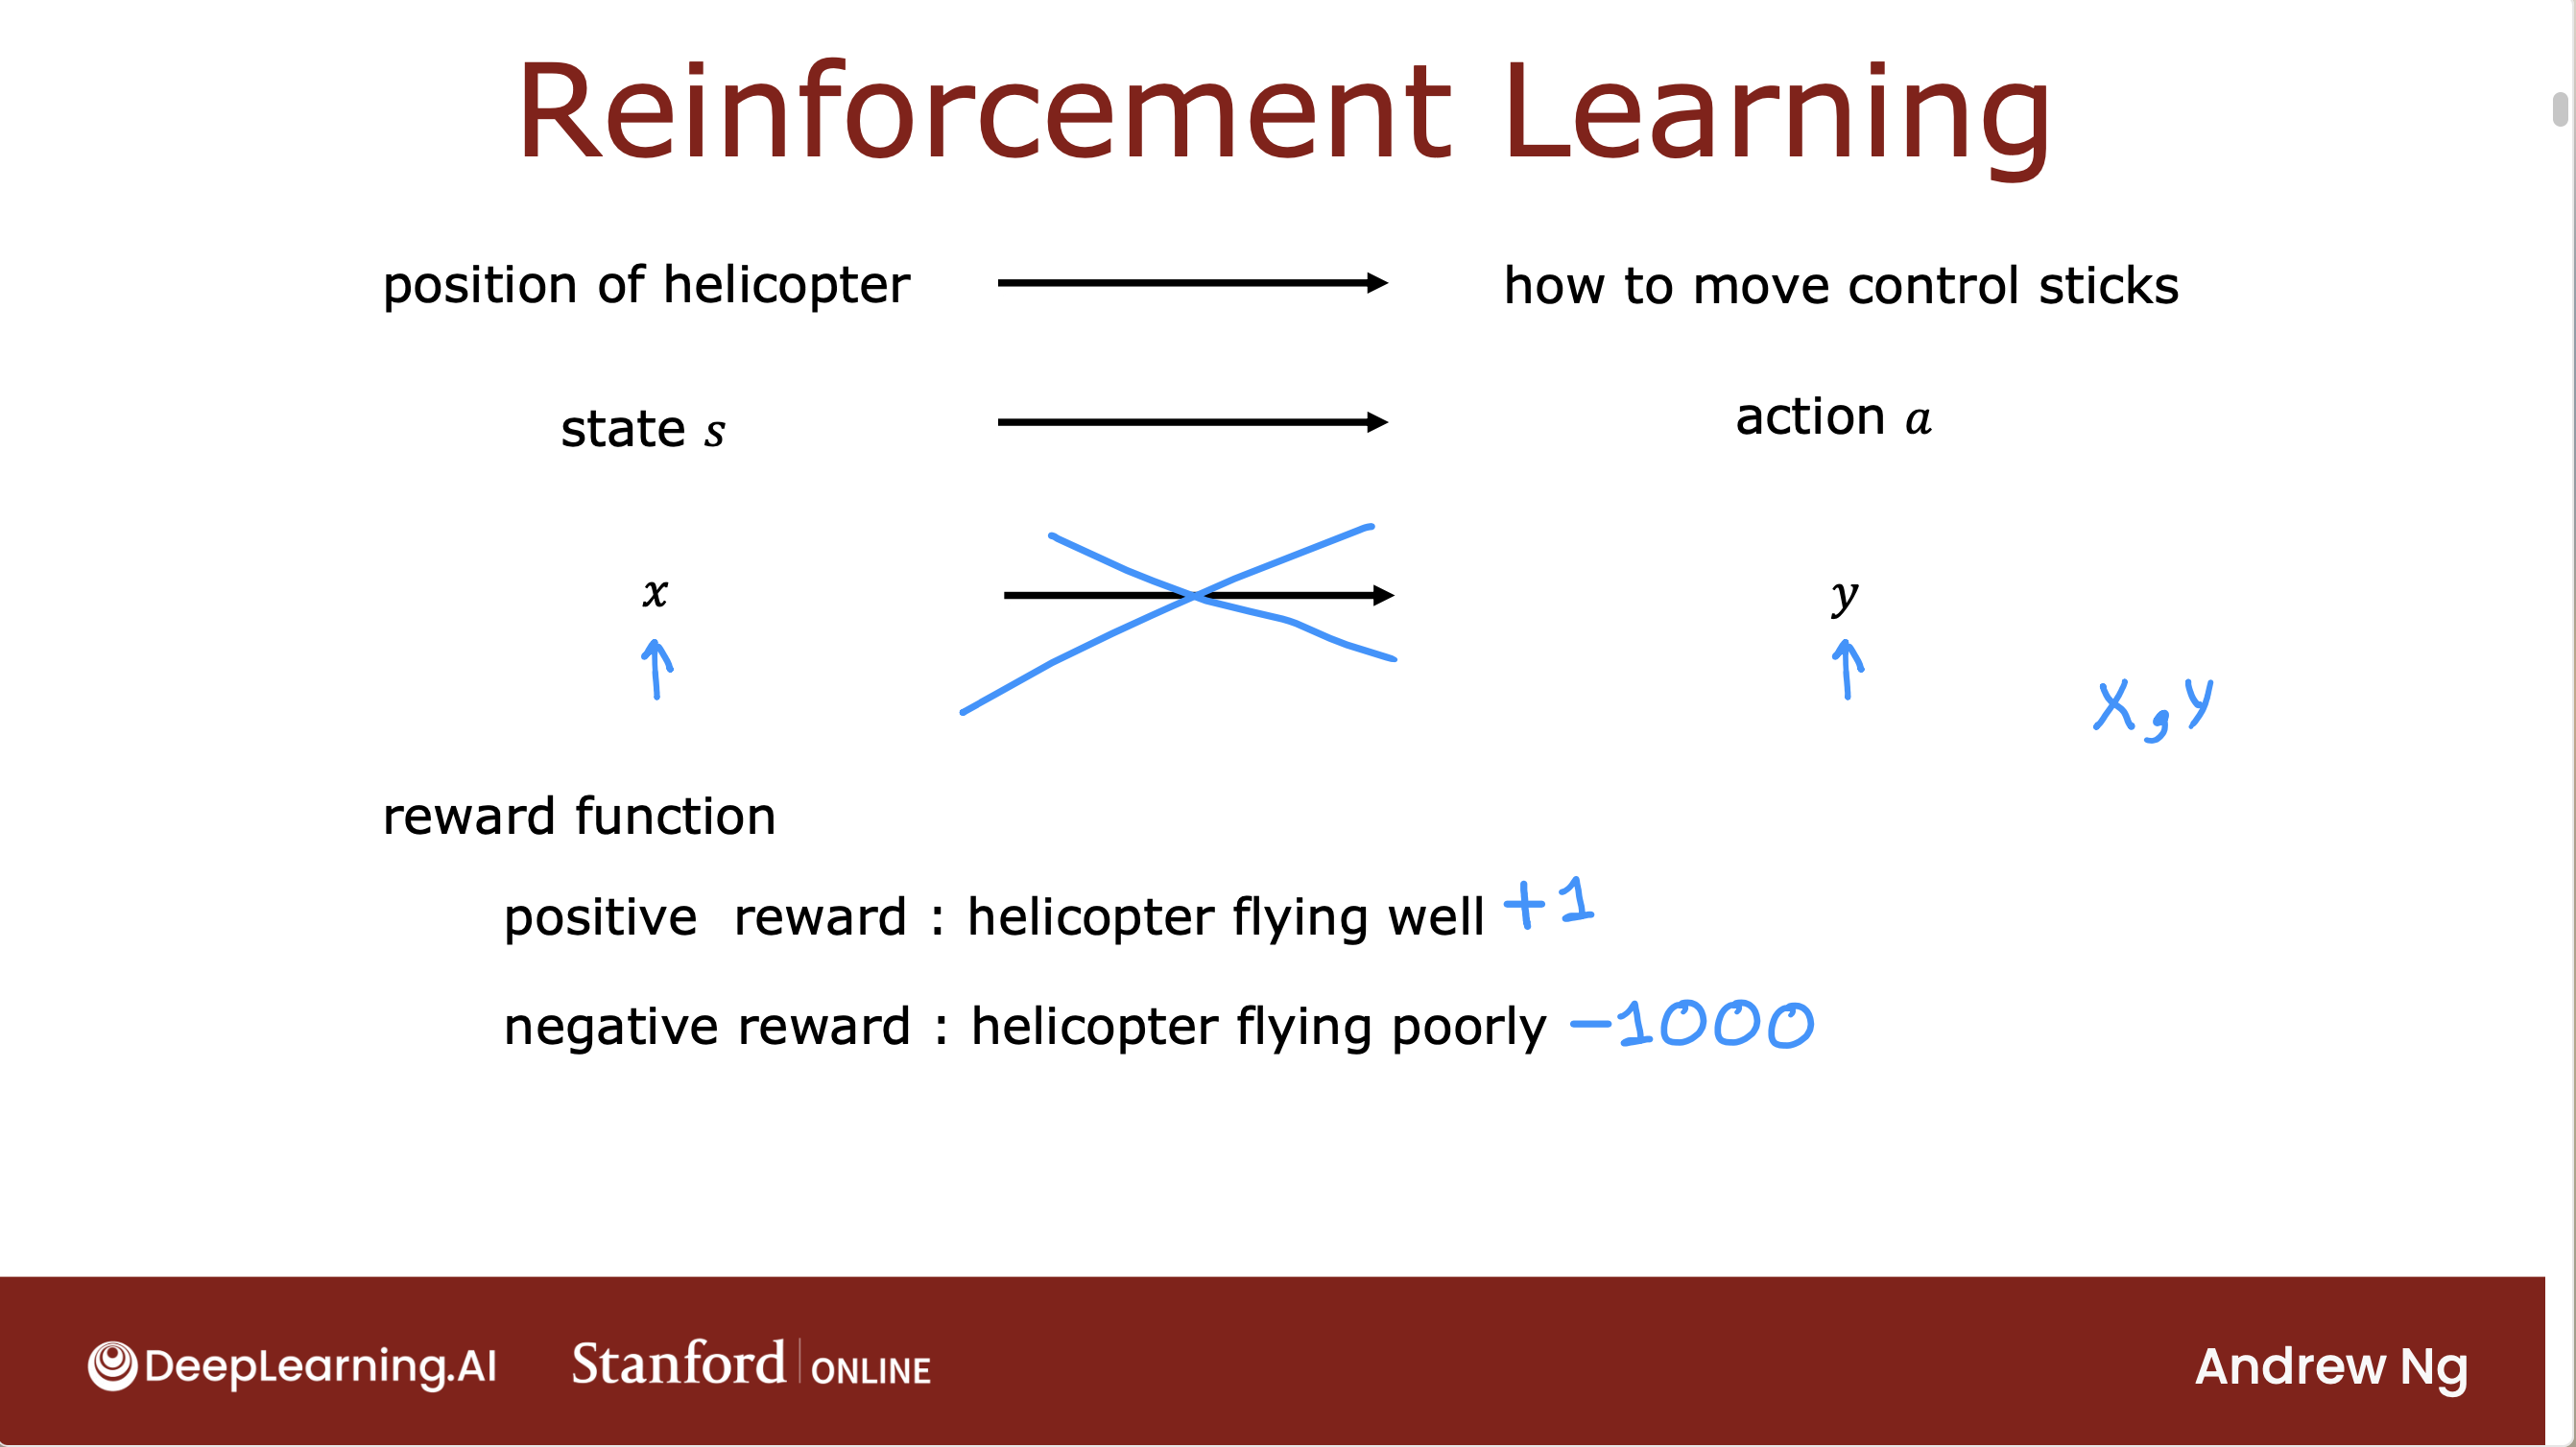 Reinforcement Learning
position of helicopter how to move control sticks
state s action a
x y
X, Y
reward function
positive reward : helicopter flying well +1
negative reward : helicopter flying poorly -1000
DeepLearning.AI Stanford ONLINE Andrew Ng